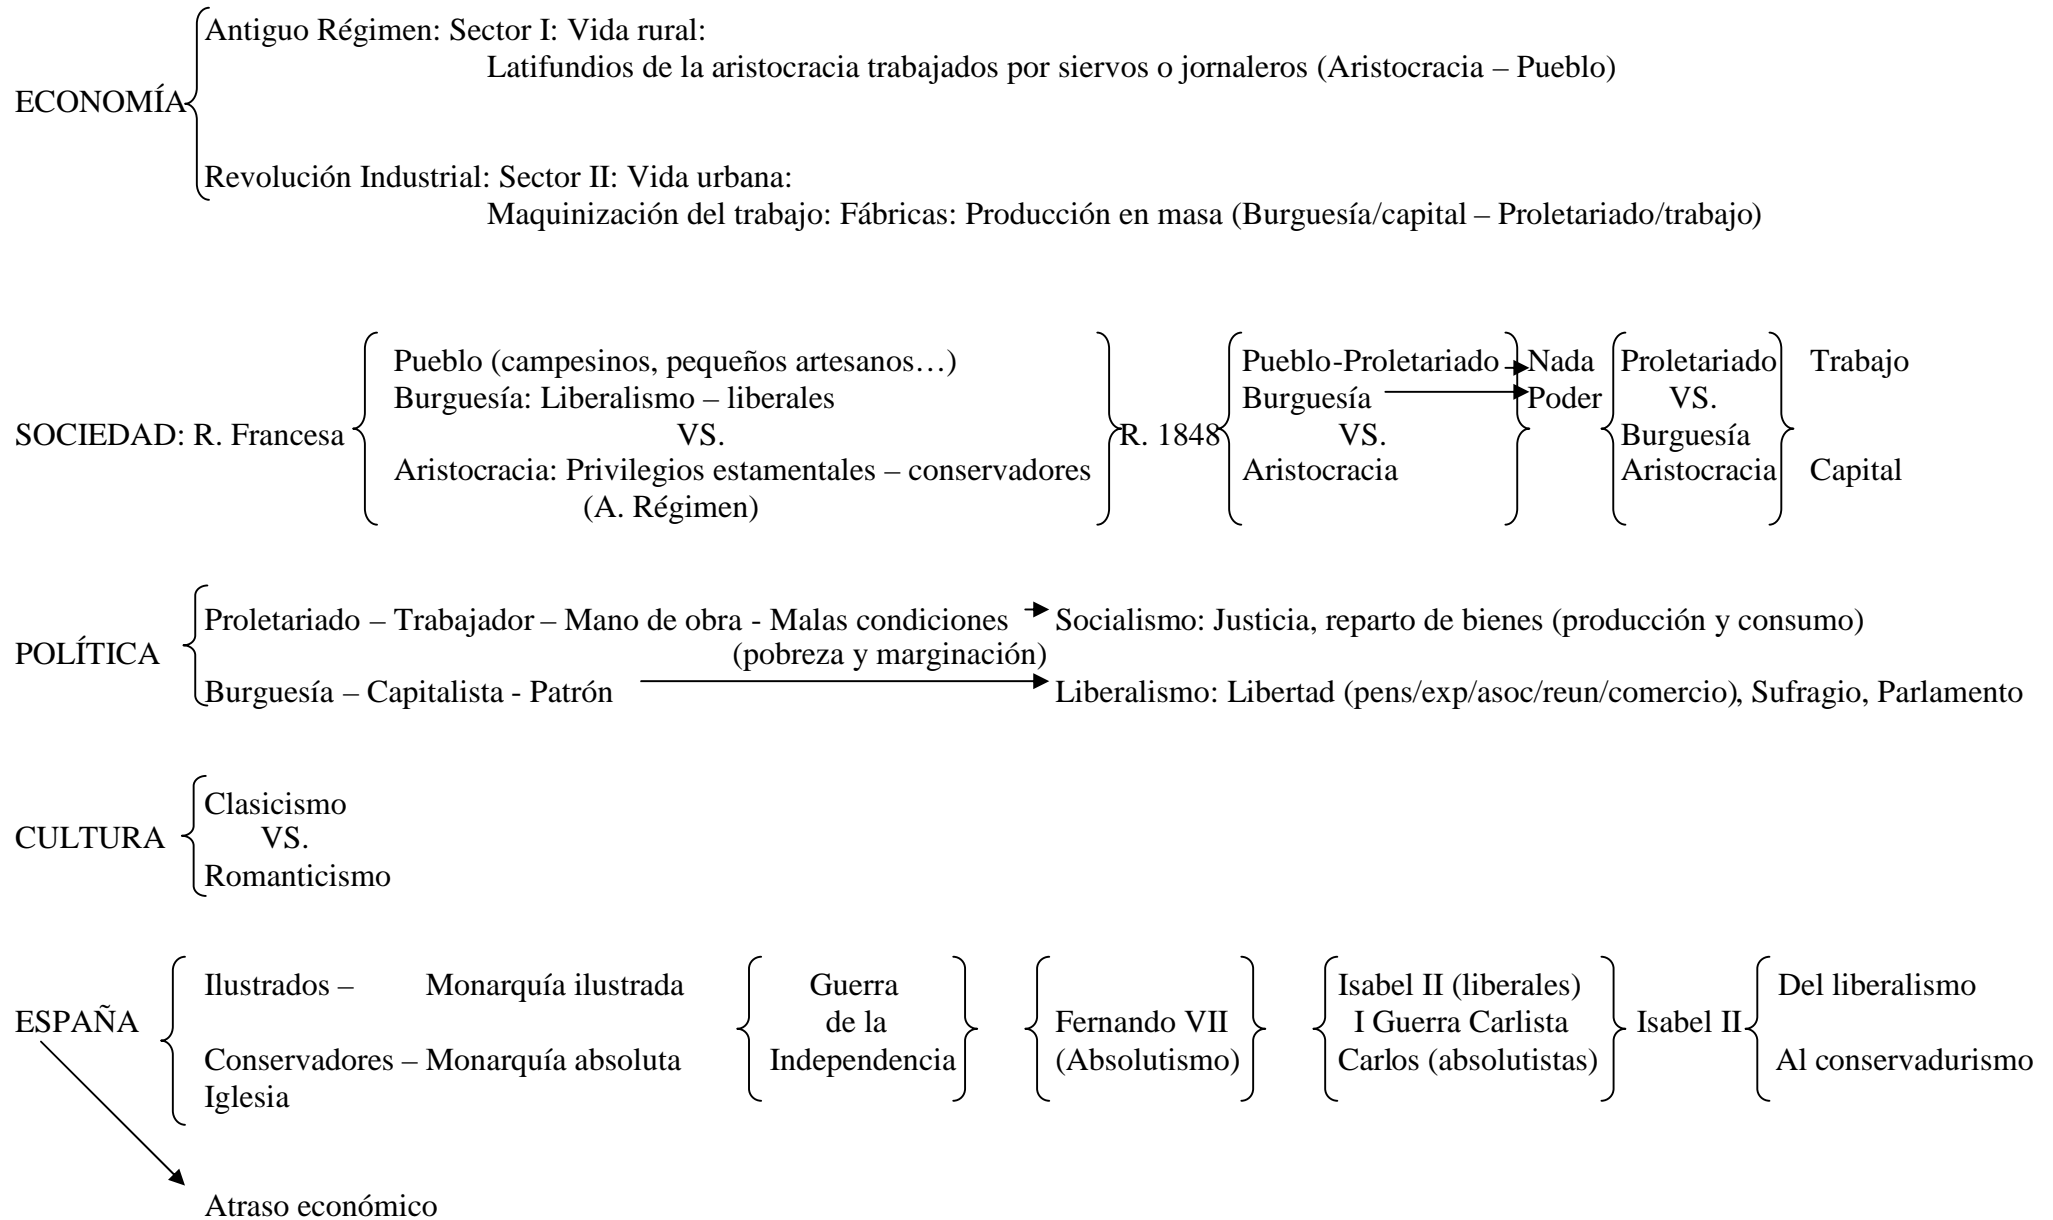 Antiguo Régimen: Sector I: Vida rural:
Latifundios de la aristocracia trabajados por siervos o jornaleros (Aristocracia – Pueblo)
ECONOMÍA
Revolución Industrial: Sector II: Vida urbana:
Maquinización del trabajo: Fábricas: Producción en masa (Burguesía/capital – Proletariado/trabajo)
Pueblo (campesinos, pequeños artesanos…) Pueblo-Proletariado Nada Proletariado Trabajo
Burguesía: Liberalismo – liberales Burguesía Poder VS.
SOCIEDAD: R. Francesa VS. R. 1848 VS. Burguesía
Aristocracia: Privilegios estamentales – conservadores Aristocracia Aristocracia Capital
(A. Régimen)
Proletariado – Trabajador – Mano de obra - Malas condiciones Socialismo: Justicia, reparto de bienes (producción y consumo)
POLÍTICA (pobreza y marginación)
Burguesía – Capitalista - Patrón Liberalismo: Libertad (pens/exp/asoc/reun/comercio), Sufragio, Parlamento
Clasicismo
CULTURA VS.
Romanticismo
Ilustrados – Monarquía ilustrada Guerra Isabel II (liberales) Del liberalismo
ESPAÑA de la Fernando VII I Guerra Carlista Isabel II
Conservadores – Monarquía absoluta Independencia (Absolutismo) Carlos (absolutistas) Al conservadurismo
Iglesia
Atraso económico